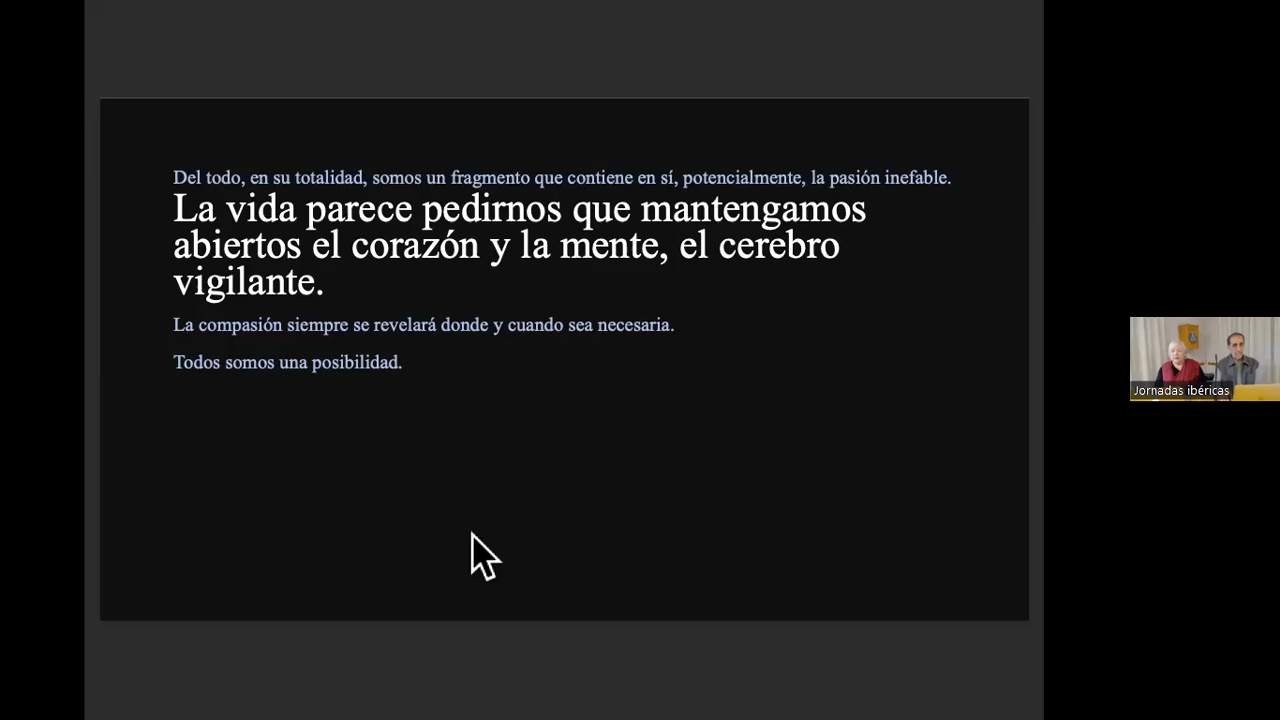 Del todo, en su totalidad, somos un fragmento que contiene en sí, potencialmente, la pasión inefable.
La vida parece pedirnos que mantengamos
abiertos el corazón y la mente, el cerebro
vigilante.
La compasión siempre se revelará donde y cuando sea necesaria.
Todos somos una posibilidad.
Jornadas ibéricas